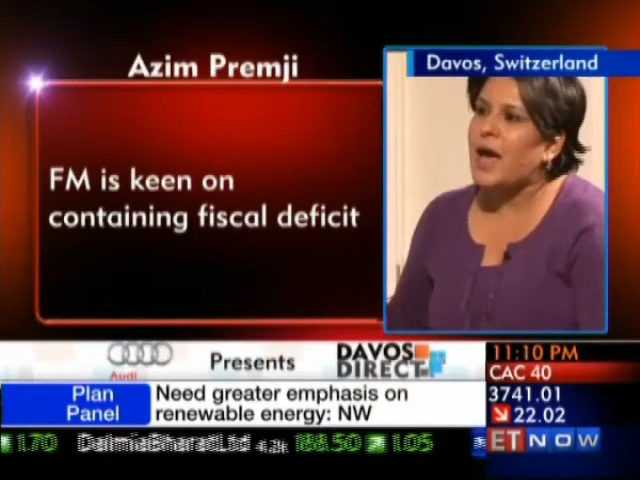 Azim Premji
Davos, Switzerland
FM is keen on
containing fiscal deficit
Audi
Presents
DAVOS
DIRECT
11:10 PM
CAC 40
3741.01
22.02
Plan
Panel
Need greater emphasis on
renewable energy: NW
ET NOW
1.70 DalmiaBharatLtd 188.50 1.05